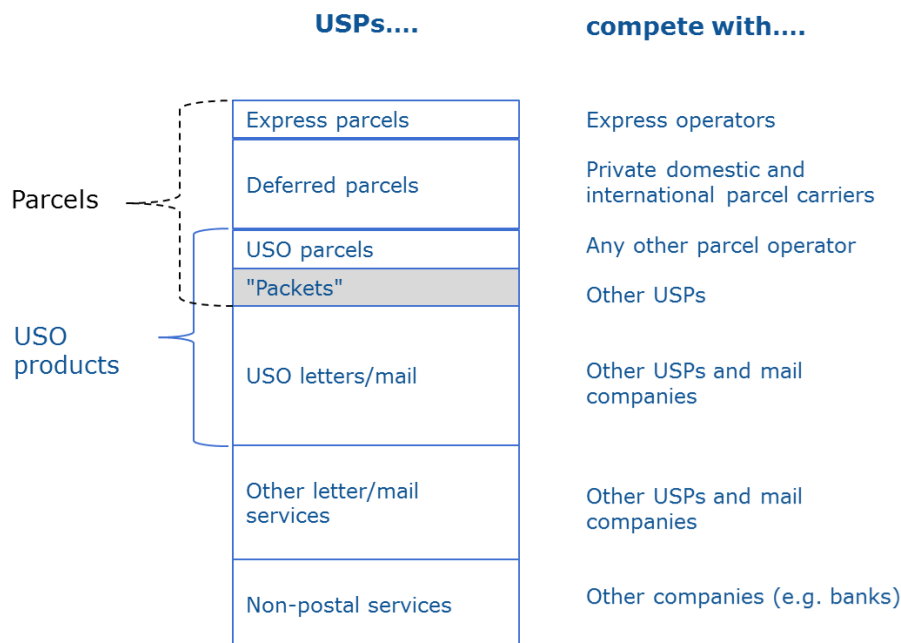 USPs....
compete with....
Express parcels
Express operators
Deferred parcels
Private domestic and
international parcel carriers
Parcels
USO parcels
Any other parcel operator
"Packets"
Other USPs
USO
products
USO letters/mail
Other USPs and mail
companies
Other letter/mail
services
Other USPs and mail
companies
Non-postal services
Other companies (e.g. banks)